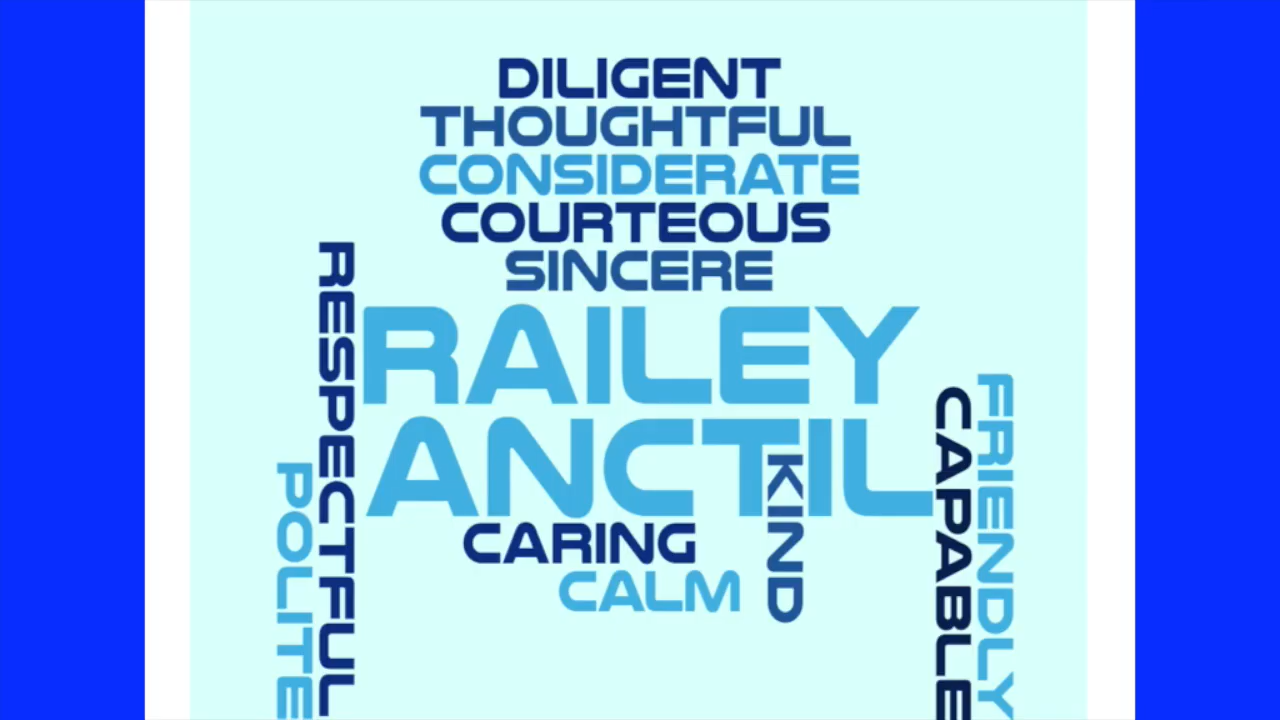 DILIGENT
THOUGHTFUL
CONSIDERATE
COURTEOUS
SINCERE
RESPECTFUL
RAILEY
ANCTIL
POLITE
KIND
CAPABLE
FRIENDLY
CARING
CALM